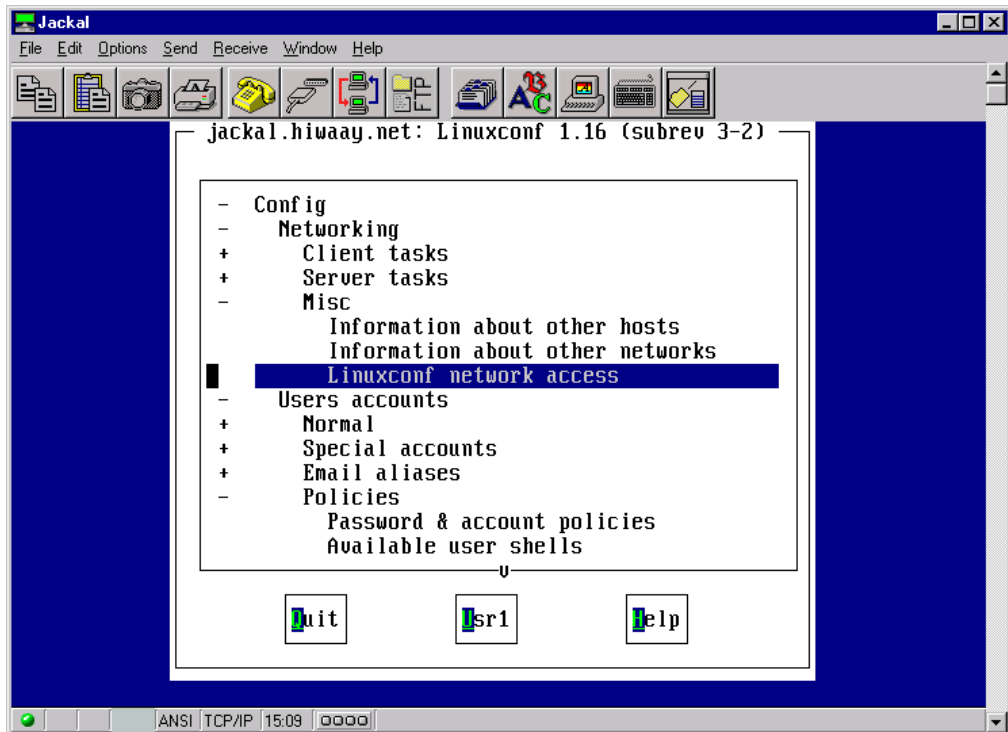 Jackal
File Edit Options Send Receive Window Help
jackal.hiwaay.net: Linuxconf 1.16 (subrev 3-2)
- Config
- Networking
+ Client tasks
+ Server tasks
- Misc
Information about other hosts
Information about other networks
Linuxconf network access
- Users accounts
+ Normal
+ Special accounts
+ Email aliases
- Policies
Password & account policies
Available user shells
v
Quit Usr1 Help
ANSI TCP/IP 15:09